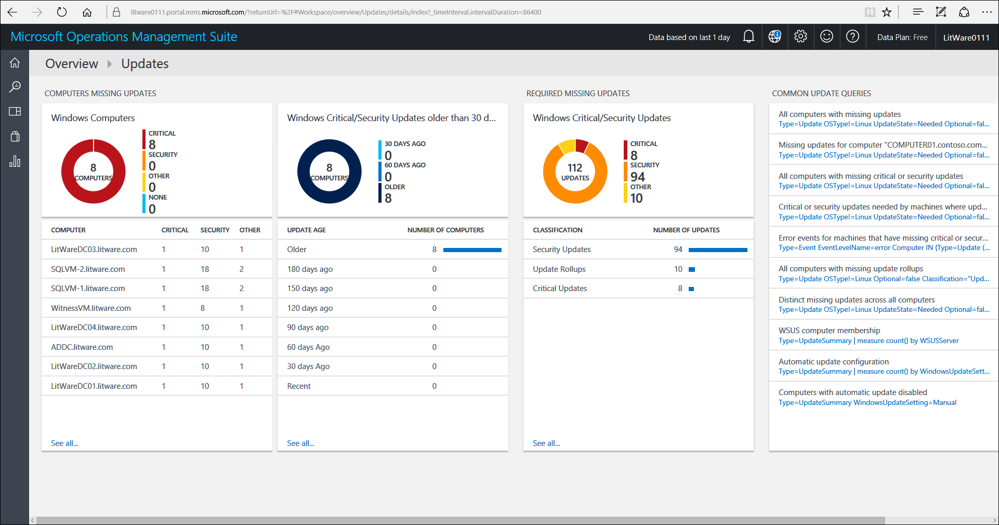 litware0111.portal.mms.microsoft.com/?returnUrl=%2F#Workspace/overview/Updates/details/index?_timeInterval.intervalDuration=86400
Microsoft Operations Management Suite
Data based on last 1 day
Data Plan: Free
LitWare0111
Overview
Updates
COMPUTERS MISSING UPDATES
Windows Computers
8
COMPUTERS
CRITICAL
8
SECURITY
0
OTHER
0
NONE
0
COMPUTER CRITICAL SECURITY OTHER
LitWareDC03.litware.com 1 10 1
SQLVM-2.litware.com 1 18 2
SQLVM-1.litware.com 1 18 2
WitnessVM.litware.com 1 8 1
LitWareDC04.litware.com 1 10 1
ADDC.litware.com 1 10 1
LitWareDC02.litware.com 1 10 1
LitWareDC01.litware.com 1 10 1
See all...
Windows Critical/Security Updates older than 30 d...
8
COMPUTERS
30 DAYS AGO
0
60 DAYS AGO
0
OLDER
8
UPDATE AGE NUMBER OF COMPUTERS
Older 8
180 days ago 0
150 days ago 0
120 days ago 0
90 days ago 0
60 days Ago 0
30 days Ago 0
Recent 0
See all...
REQUIRED MISSING UPDATES
Windows Critical/Security Updates
112
UPDATES
CRITICAL
8
SECURITY
94
OTHER
10
CLASSIFICATION NUMBER OF UPDATES
Security Updates 94
Update Rollups 10
Critical Updates 8
See all...
COMMON UPDATE QUERIES
All computers with missing updates
Type=Update OSType!=Linux UpdateState=Needed Optional=fal...
Missing updates for computer "COMPUTER01.contoso.com...
Type=Update OSType!=Linux UpdateState=Needed Optional=fal...
All computers with missing critical or security updates
Type=Update OSType!=Linux UpdateState=Needed Optional=fal...
Critical or security updates needed by machines where upd...
Type=Update OSType!=Linux UpdateState=Needed Optional=fal...
Error events for machines that have missing critical or secur...
Type=Event EventLevelName=error Computer IN {Type=Update (...
All computers with missing update rollups
Type=Update OSType!=Linux Optional=false Classification="Upd...
Distinct missing updates across all computers
Type=Update OSType!=Linux UpdateState=Needed Optional=fal...
WSUS computer membership
Type=UpdateSummary | measure count() by WSUSServer
Automatic update configuration
Type=UpdateSummary | measure count() by WindowsUpdateSett...
Computers with automatic update disabled
Type=UpdateSummary WindowsUpdateSetting=Manual